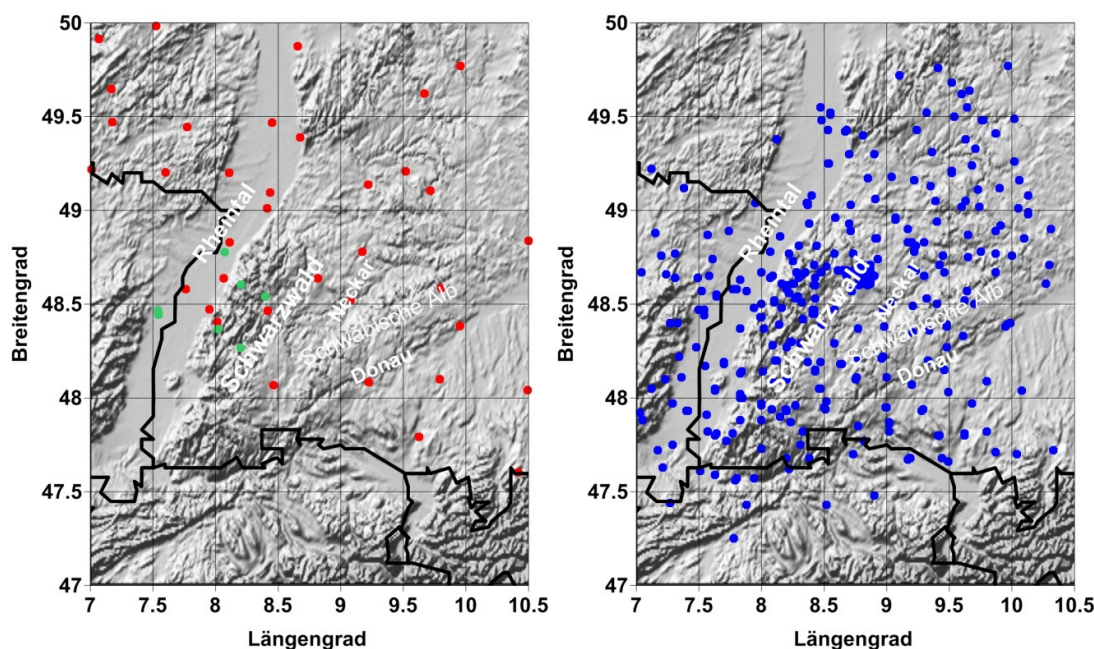 50
49.5
49
48.5
48
47.5
47
Breitengrad
7
7.5
8
8.5
9
9.5
10
10.5
Längengrad
Rheintal
Schwarzwald
Neckar
Schwäbische Alb
Donau
50
49.5
49
48.5
48
47.5
47
Breitengrad
7
7.5
8
8.5
9
9.5
10
10.5
Längengrad
Rheintal
Schwarzwald
Neckar
Schwäbische Alb
Donau